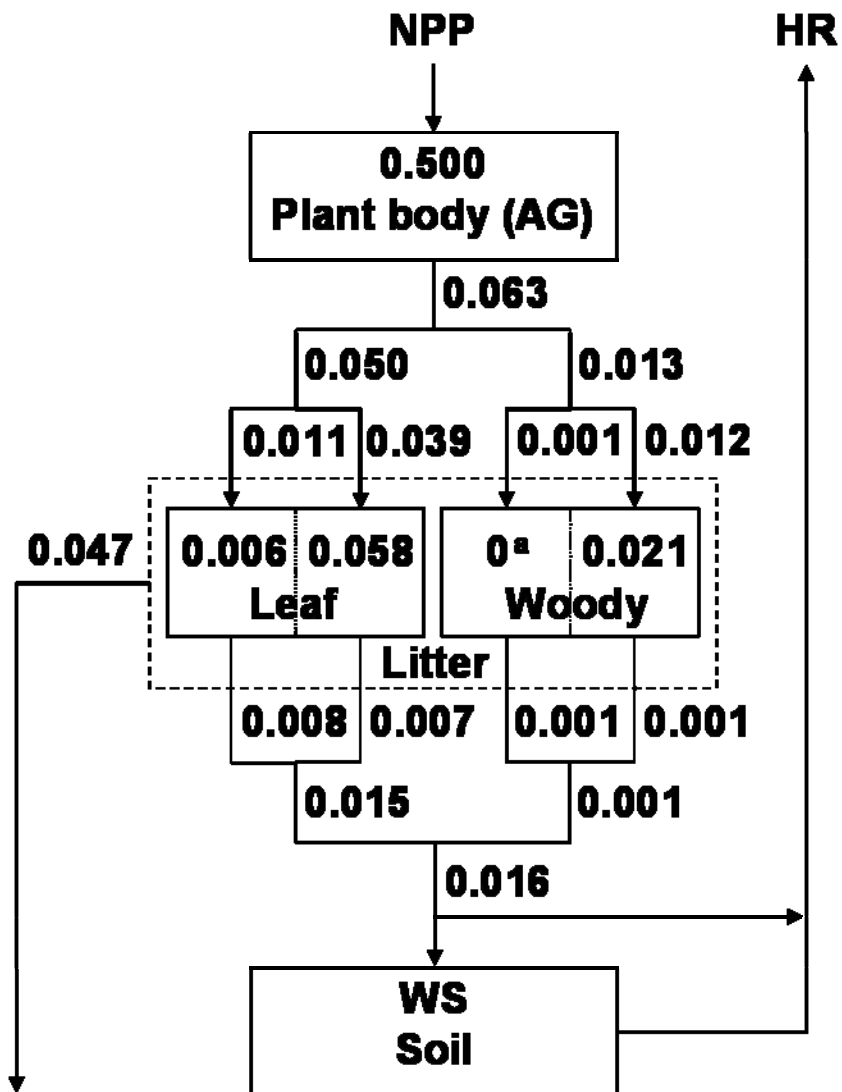 NPP HR
0.500
Plant body (AG)
0.063
0.050 0.013
0.011 0.039 0.001 0.012
0.047
0.006 0.058 0ᵃ 0.021
Leaf Woody
Litter
0.008 0.007 0.001 0.001
0.015 0.001
0.016
WS
Soil